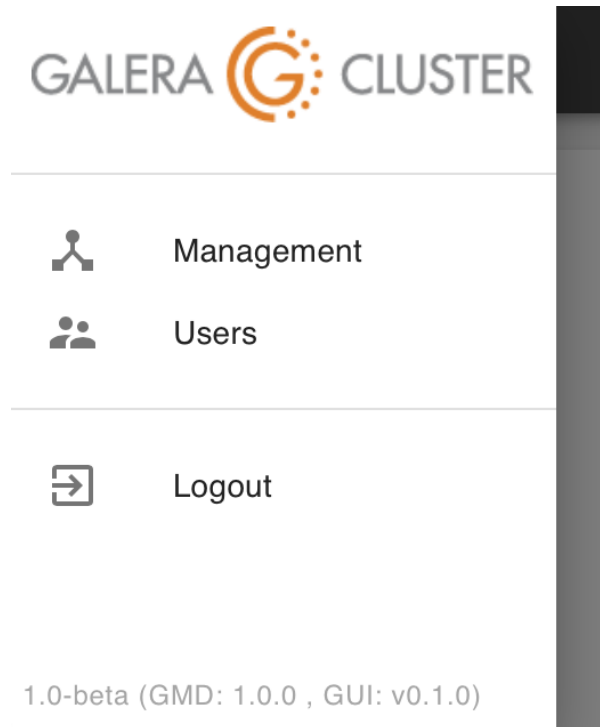 GALERA G CLUSTER
Management
Users
Logout
1.0-beta (GMD: 1.0.0 , GUI: v0.1.0)